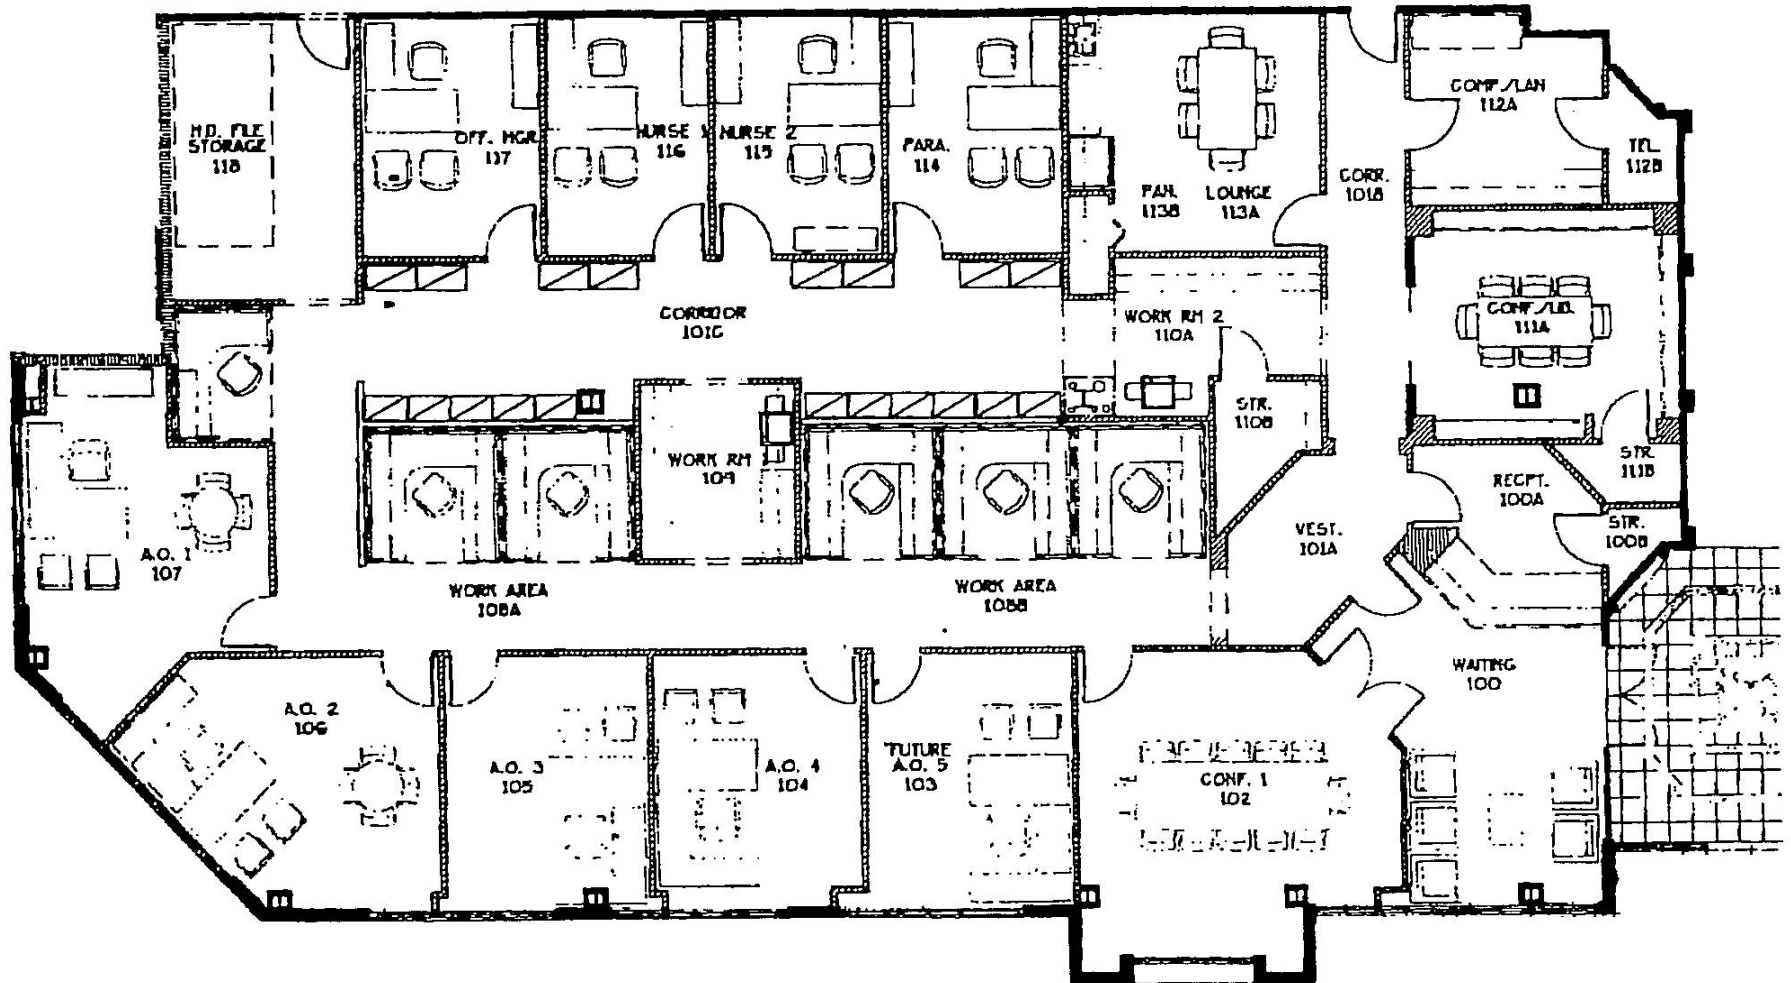 H.D. FILE
STORAGE
118
OFF. MGR.
117
NURSE 1
116
NURSE 2
115
PARA.
114
PAN.
113B
LOUNGE
113A
CORR.
101B
COMP./LAN
112A
TEL.
112B
CORRIDOR
101C
WORK RM 2
110A
CONF./LIB.
111A
STR.
110B
STR.
111B
WORK RM
109
RECPT.
100A
STR.
100B
VEST.
101A
A.O. 1
107
WORK AREA
108A
WORK AREA
108B
WAITING
100
A.O. 2
106
A.O. 3
105
A.O. 4
104
FUTURE
A.O. 5
103
CONF. 1
102